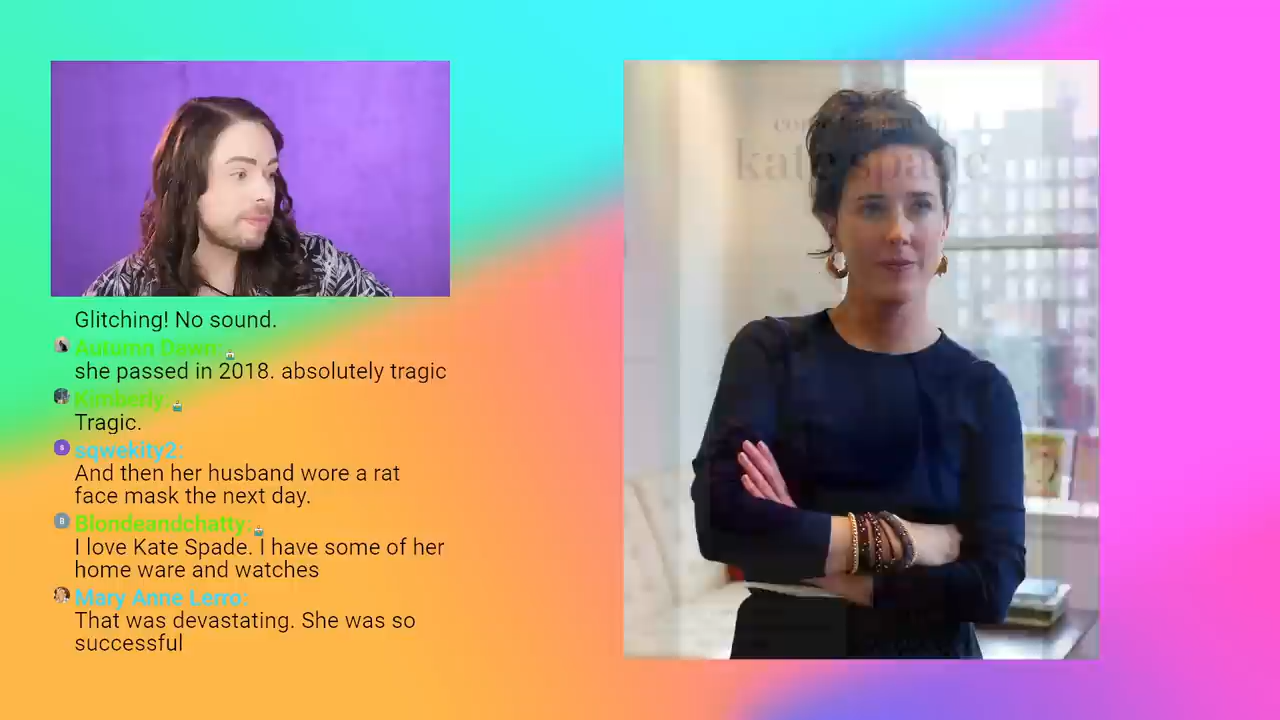 Glitching! No sound.
Autumn Dawn:
she passed in 2018. absolutely tragic
Kimberly:
Tragic.
sqwekity2:
And then her husband wore a rat
face mask the next day.
Blondeandchatty:
I love Kate Spade. I have some of her
home ware and watches
Mary Anne Lerro:
That was devastating. She was so
successful
kate spade